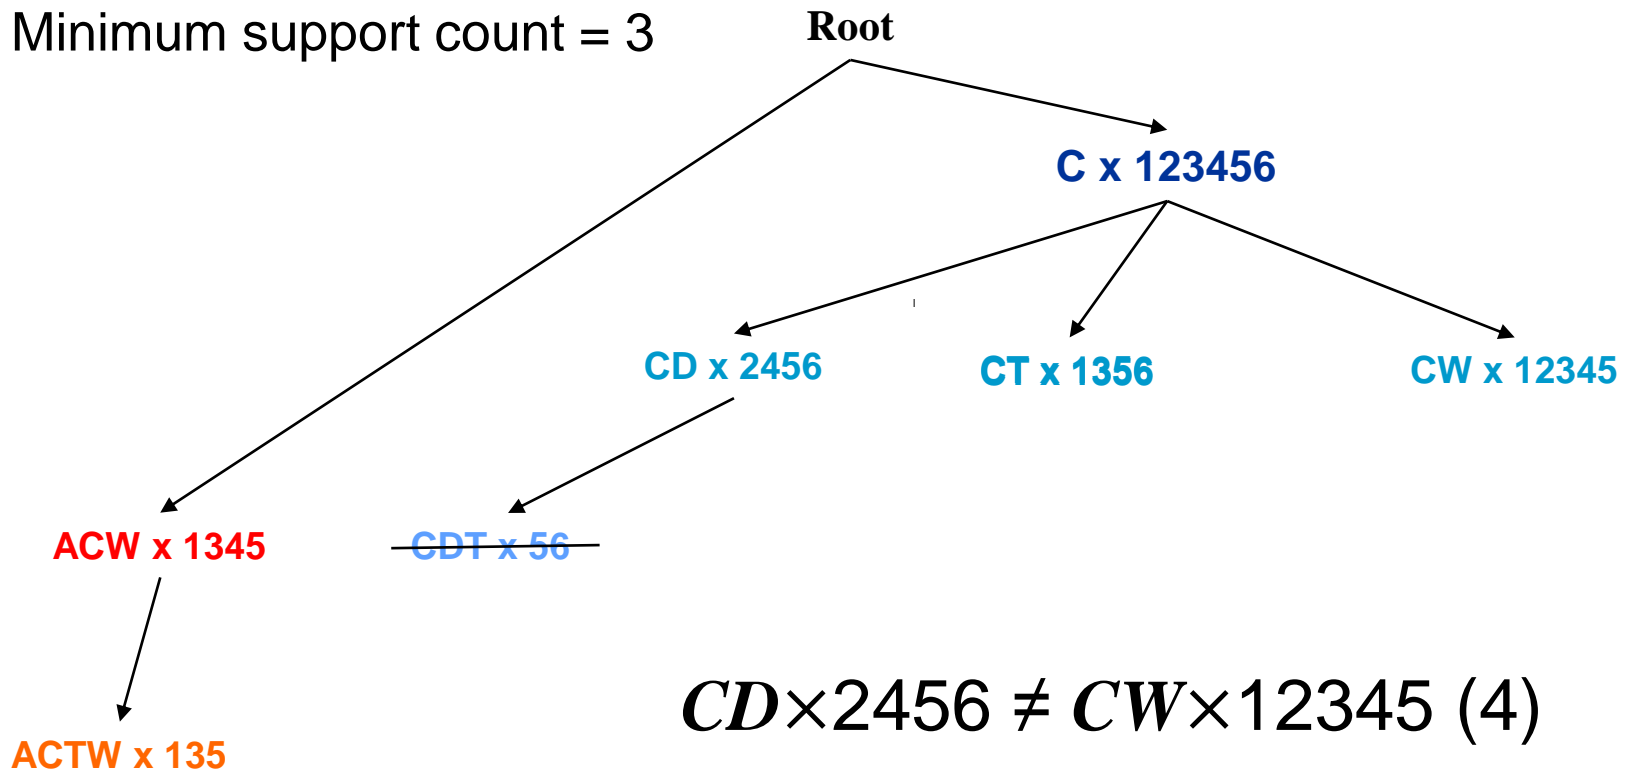 Minimum support count = 3
Root
C x 123456
CD x 2456
CT x 1356
CW x 12345
ACW x 1345
CDT x 56
CD×2456 ≠ CW×12345 (4)
ACTW x 135